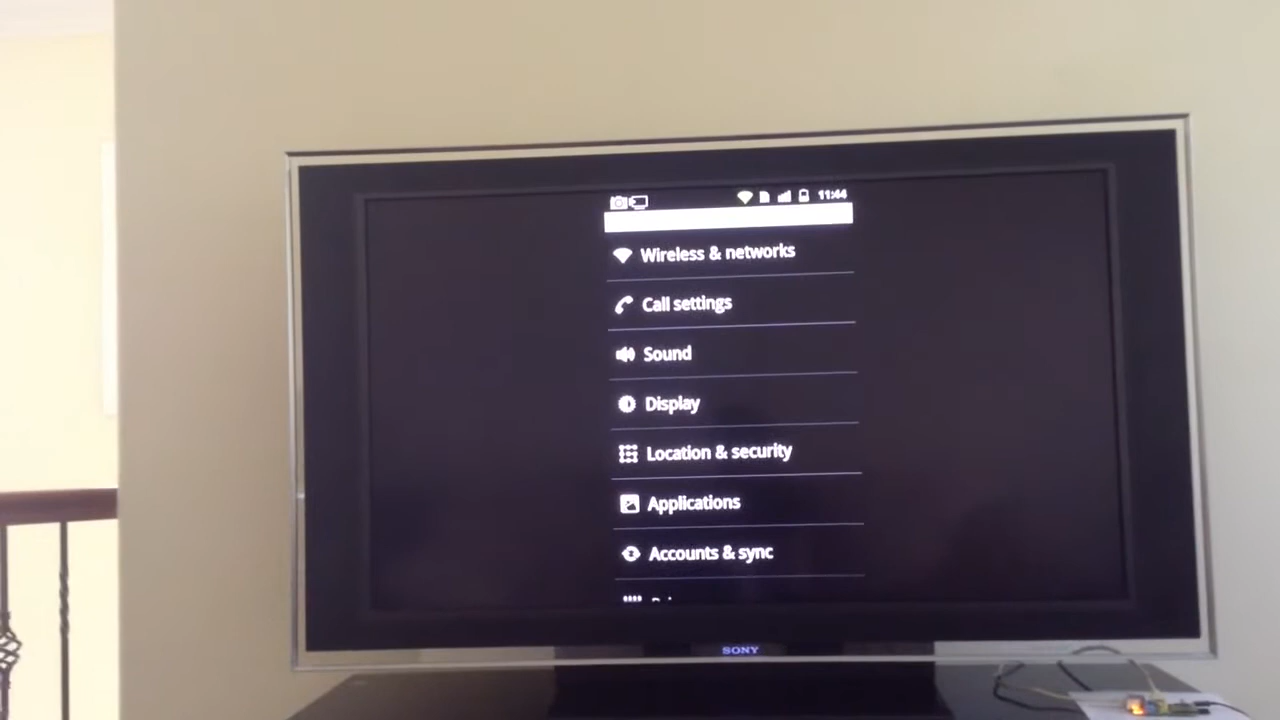 11:44
Wireless & networks
Call settings
Sound
Display
Location & security
Applications
Accounts & sync
SONY